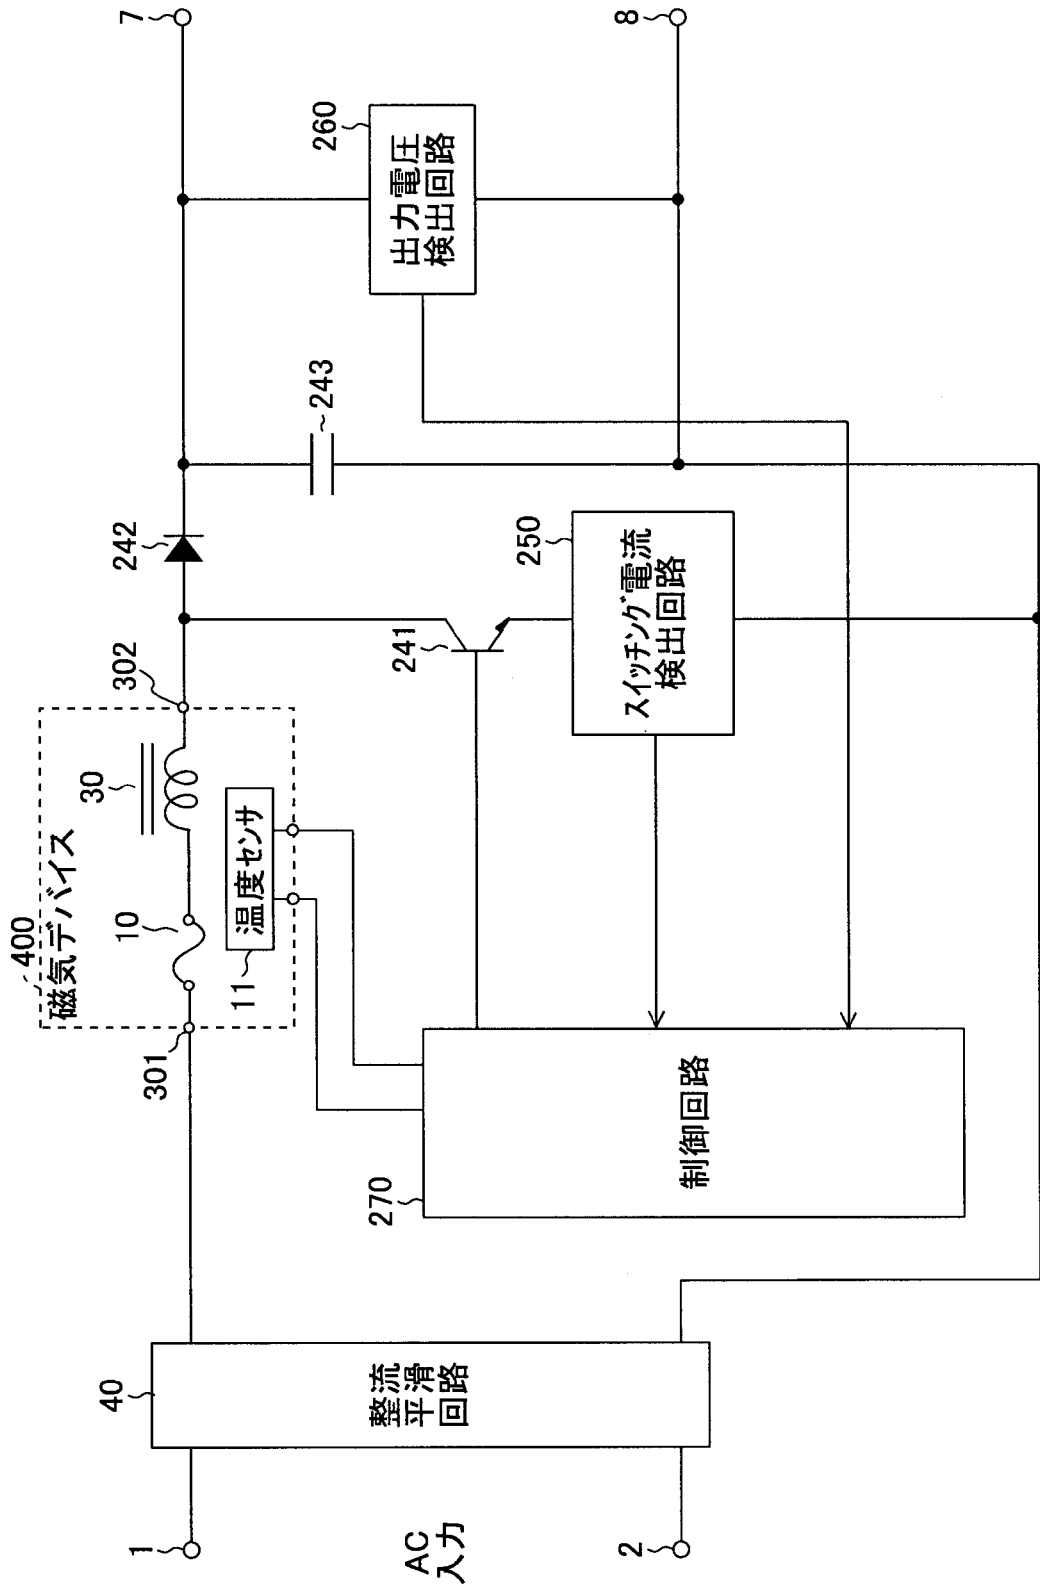 400
磁気デバイス
301
10
30
302
11
温度センサ
242
7
243
260
出力電圧
検出回路
8
241
250
スイッチング電流
検出回路
270
制御回路
40
整流
平滑
回路
1
AC
入力
2